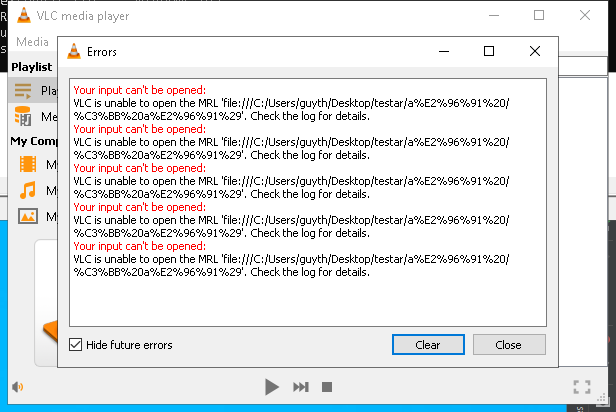 VLC media player
Media
Errors
Playlist
Your input can't be opened:
VLC is unable to open the MRL 'file:///C:/Users/guyth/Desktop/testar/a%E2%96%91%20/
%C3%BB%20a%E2%96%91%29'. Check the log for details.
Your input can't be opened:
VLC is unable to open the MRL 'file:///C:/Users/guyth/Desktop/testar/a%E2%96%91%20/
%C3%BB%20a%E2%96%91%29'. Check the log for details.
Your input can't be opened:
VLC is unable to open the MRL 'file:///C:/Users/guyth/Desktop/testar/a%E2%96%91%20/
%C3%BB%20a%E2%96%91%29'. Check the log for details.
Your input can't be opened:
VLC is unable to open the MRL 'file:///C:/Users/guyth/Desktop/testar/a%E2%96%91%20/
%C3%BB%20a%E2%96%91%29'. Check the log for details.
Your input can't be opened:
VLC is unable to open the MRL 'file:///C:/Users/guyth/Desktop/testar/a%E2%96%91%20/
%C3%BB%20a%E2%96%91%29'. Check the log for details.
My Comp
Hide future errors
Clear
Close